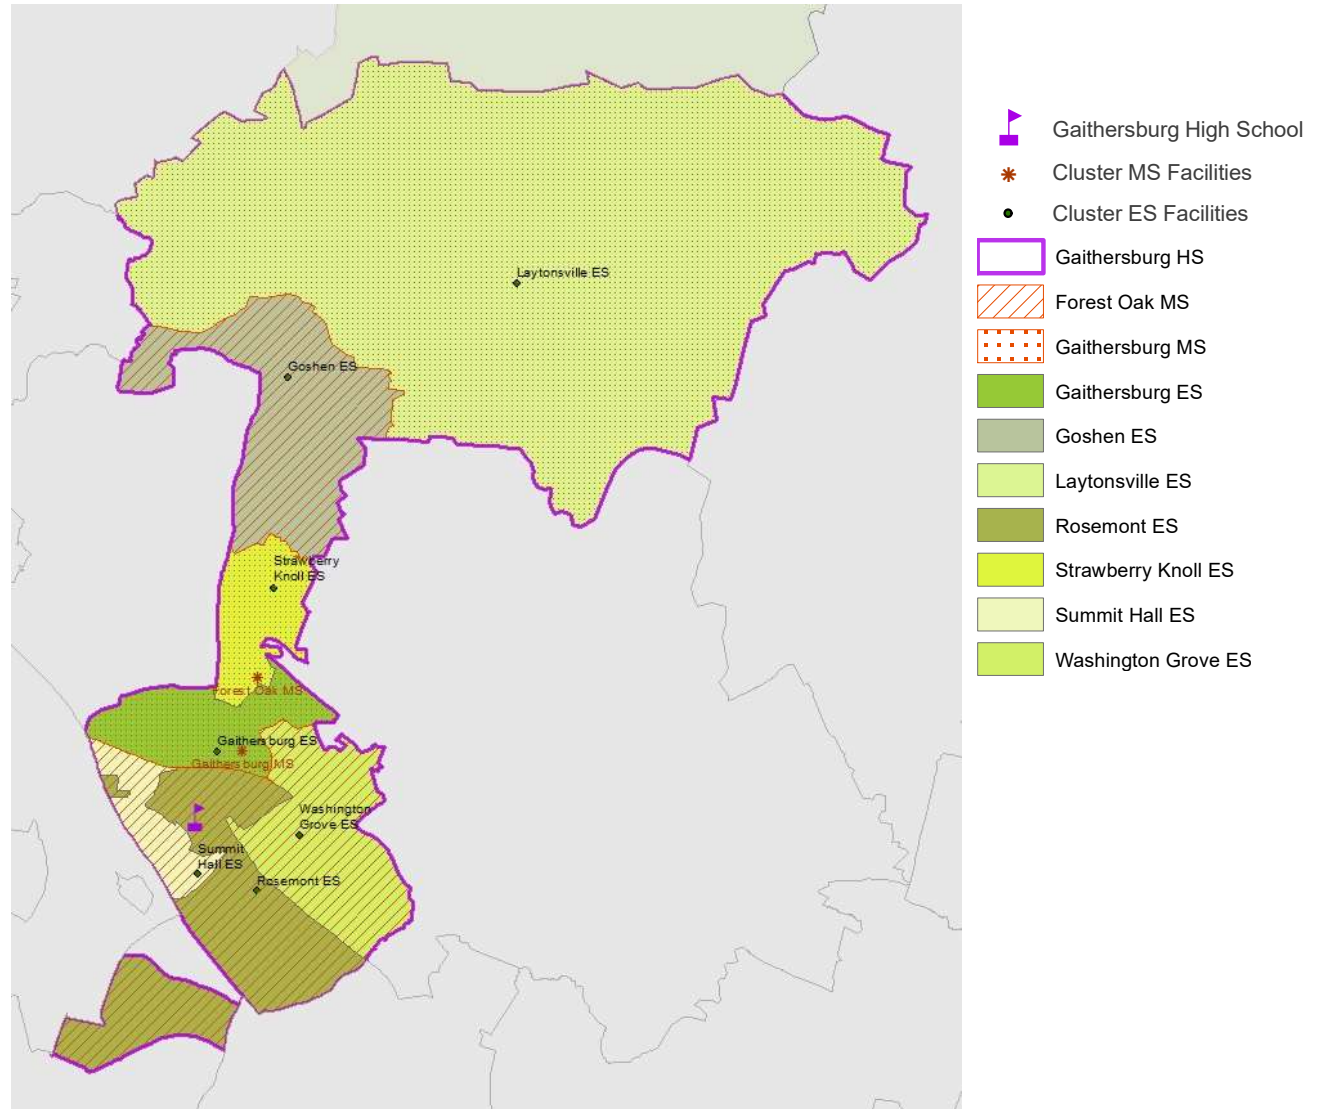 Laytonsville ES
Goshen ES
Strawberry
Knoll ES
Forest Oak MS
Gaithersburg ES
Gaithersburg MS
Washington
Grove ES
Summit
Hall ES
Rosemont ES
Gaithersburg High School
Cluster MS Facilities
Cluster ES Facilities
Gaithersburg HS
Forest Oak MS
Gaithersburg MS
Gaithersburg ES
Goshen ES
Laytonsville ES
Rosemont ES
Strawberry Knoll ES
Summit Hall ES
Washington Grove ES